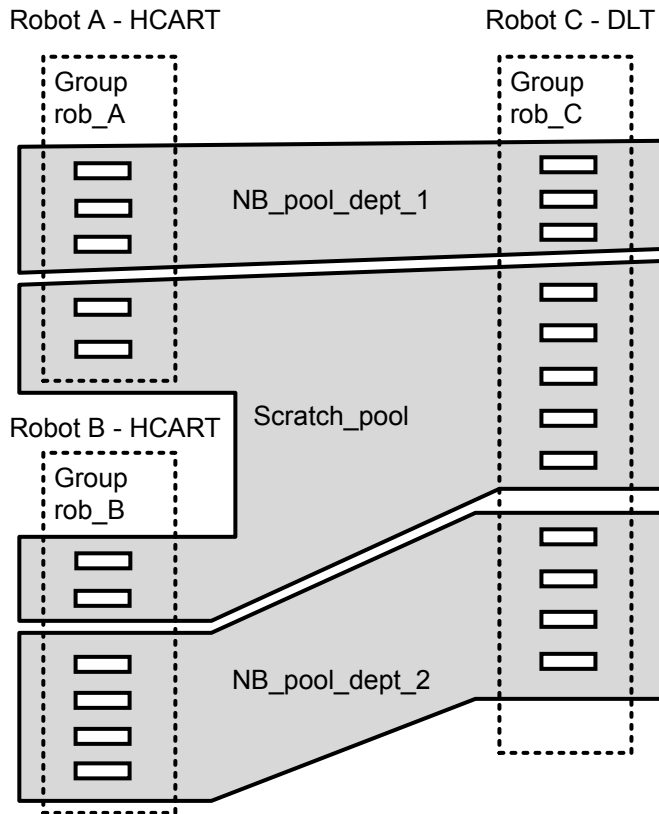 Robot A - HCART
Robot C - DLT
Group
rob_A
Group
rob_C
NB_pool_dept_1
Scratch_pool
Robot B - HCART
Group
rob_B
NB_pool_dept_2